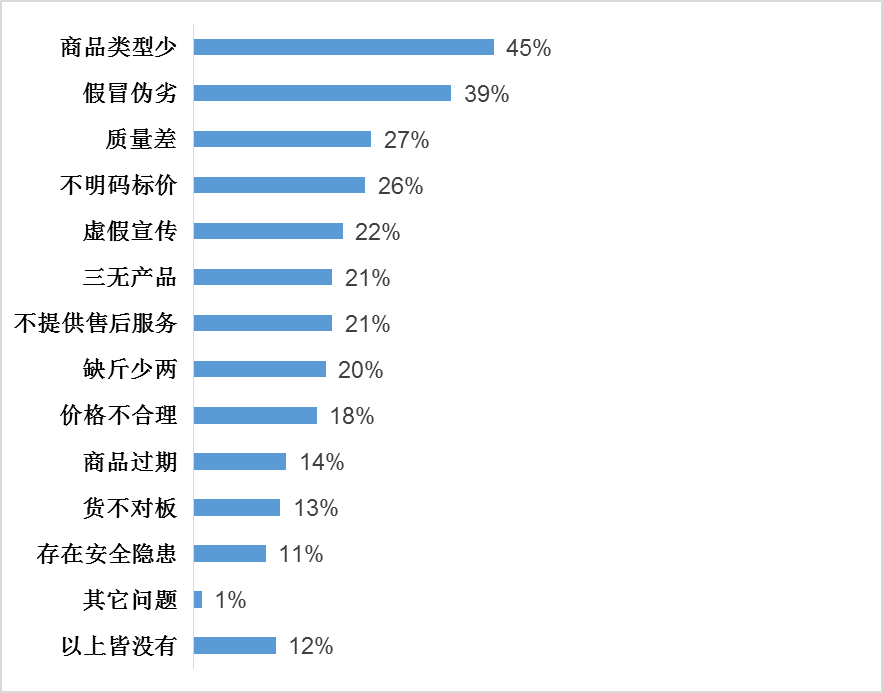 商品类型少 45%
假冒伪劣 39%
质量差 27%
不明码标价 26%
虚假宣传 22%
三无产品 21%
不提供售后服务 21%
缺斤少两 20%
价格不合理 18%
商品过期 14%
货不对板 13%
存在安全隐患 11%
其它问题 1%
以上皆没有 12%